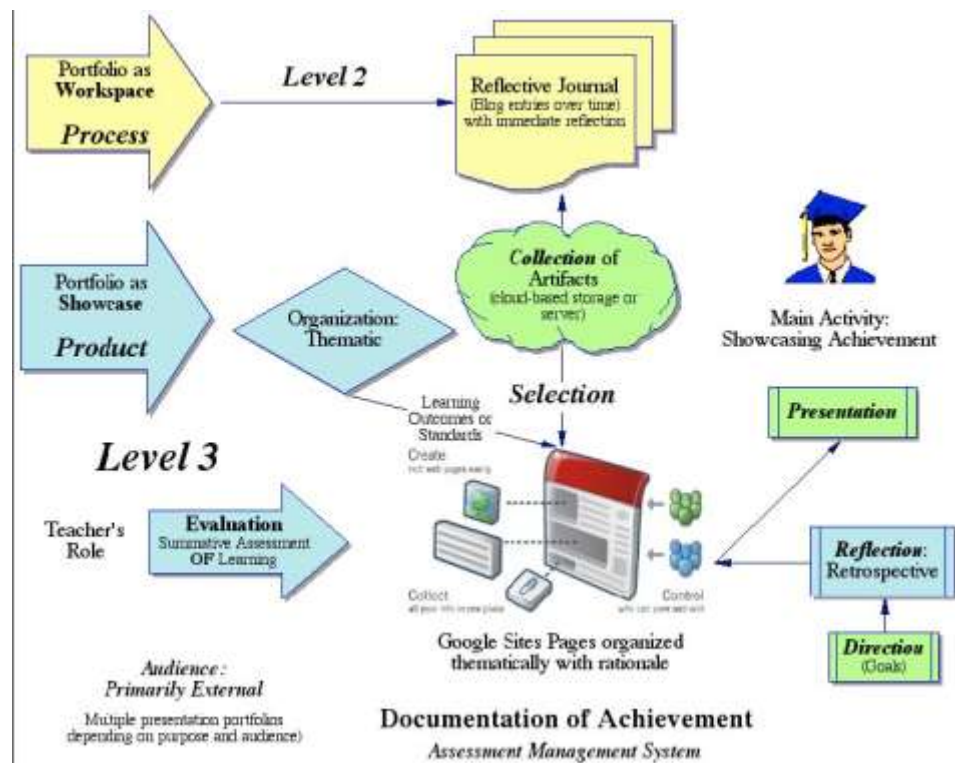 Portfolio as
Workspace
Process
Level 2
Reflective Journal
(Blog entries over time)
with immediate reflection
Portfolio as
Showcase
Product
Organization:
Thematic
Collection of
Artifacts
(cloud-based storage or
server)
Main Activity:
Showcasing Achievement
Selection
Learning
Outcomes or
Standards
Presentation
Level 3
Create
Teacher's
Role
Evaluation
Summative Assessment
OF Learning
Reflection:
Retrospective
Collect
Control
Direction
(Goals)
Google Sites Pages organized
thematically with rationale
Audience:
Primarily External
Multiple presentation portfolios
depending on purpose and audience)
Documentation of Achievement
Assessment Management System